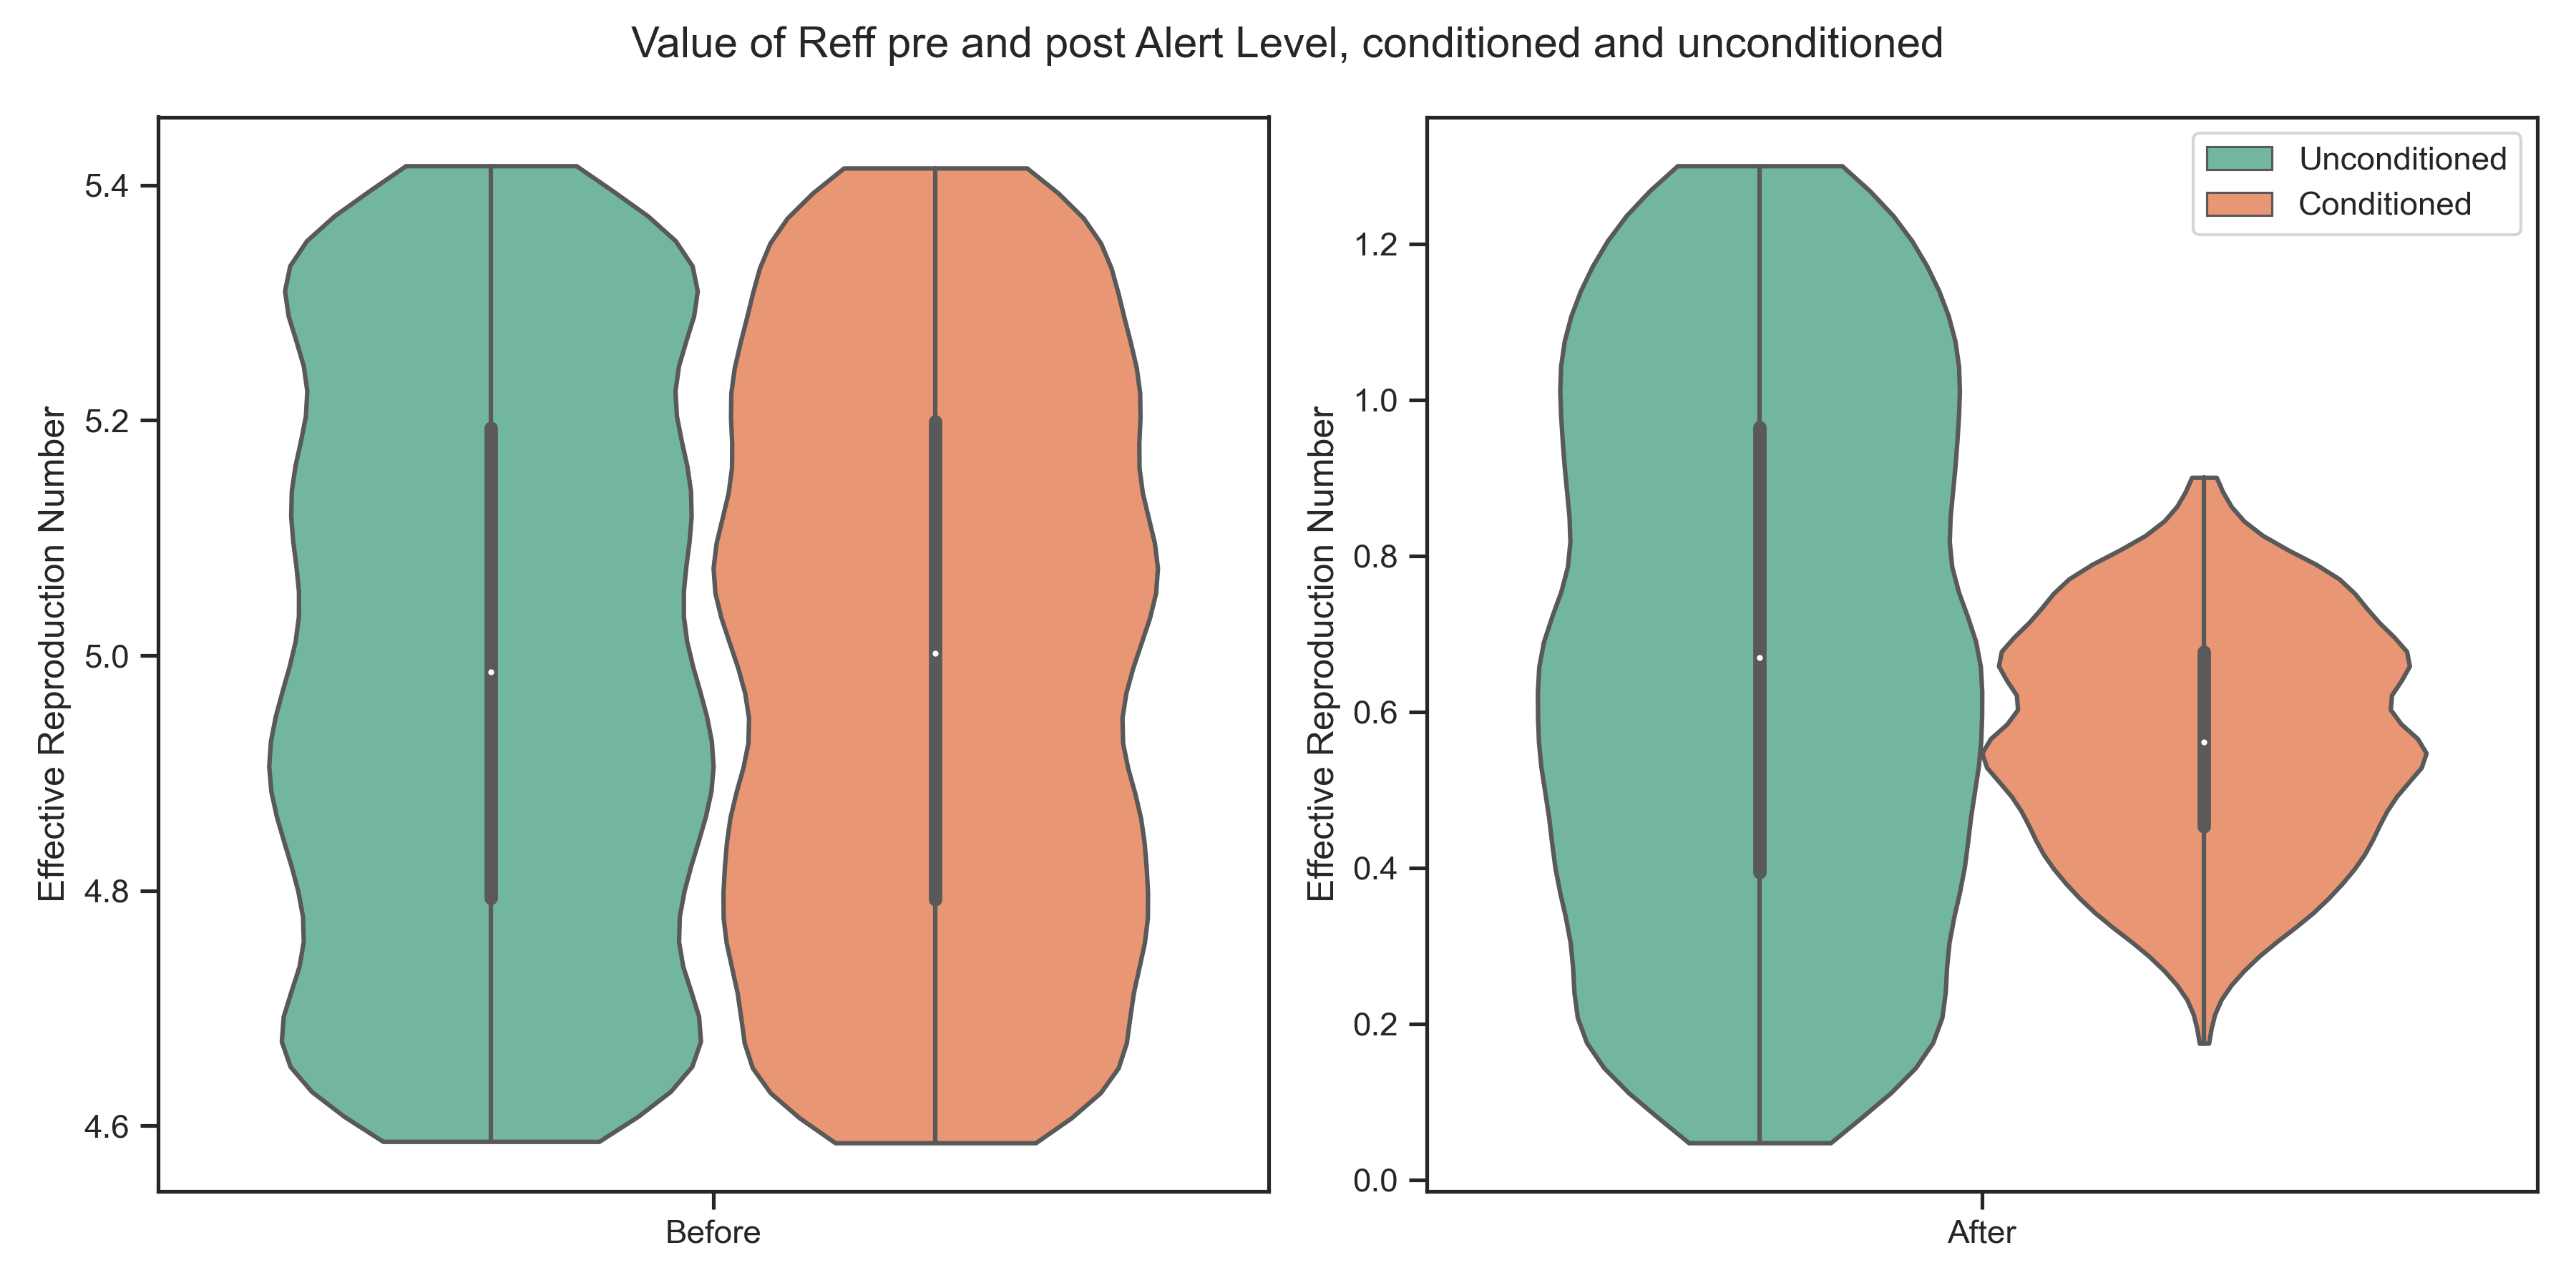 Value of Reff pre and post Alert Level, conditioned and unconditioned
Effective Reproduction Number
5.4
5.2
5.0
4.8
4.6
Before
Effective Reproduction Number
1.2
1.0
0.8
0.6
0.4
0.2
0.0
After
Unconditioned
Conditioned